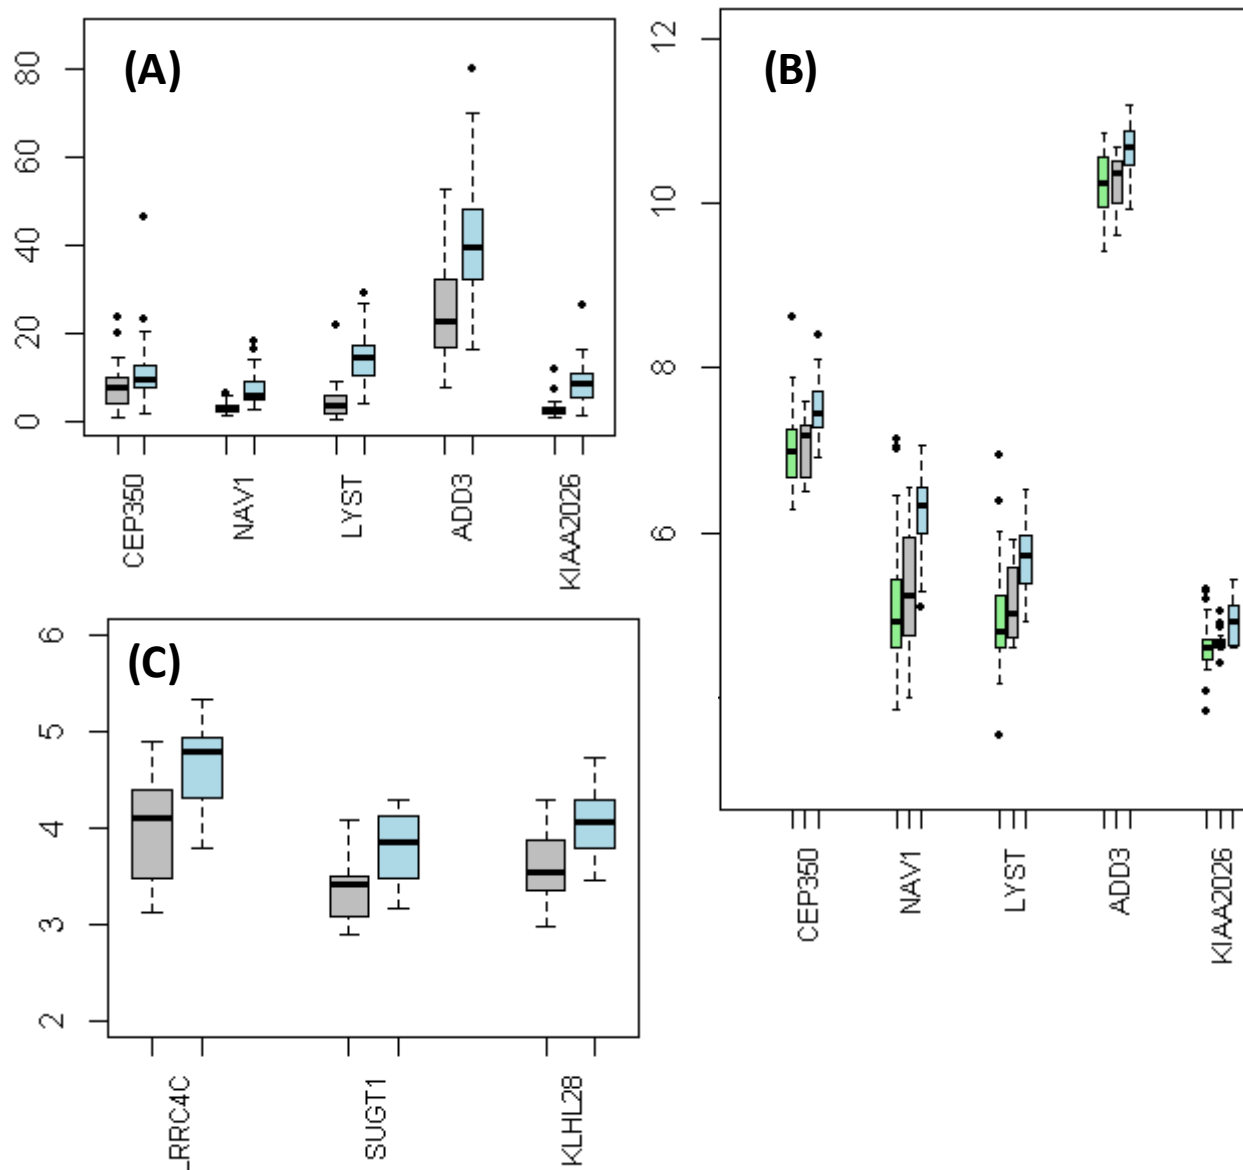 (A)
80
60
40
20
0
CEP350
NAV1
LYST
ADD3
KIAA2026
(B)
12
10
8
6
CEP350
NAV1
LYST
ADD3
KIAA2026
(C)
6
5
4
3
2
LRRC4C
SUGT1
KLHL28